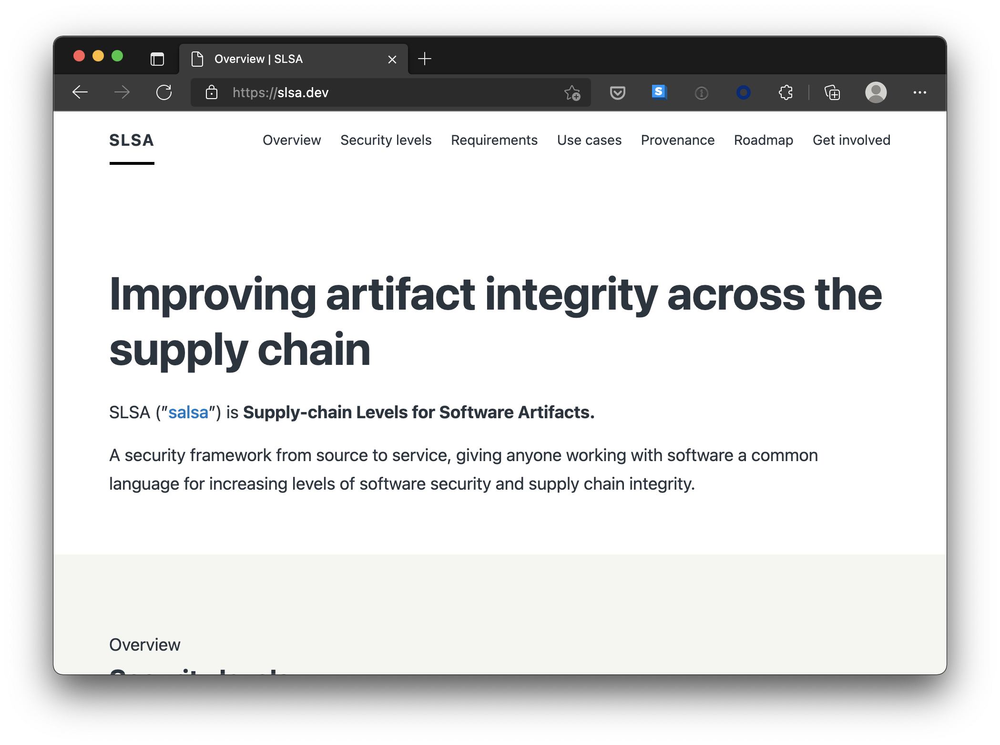 Overview | SLSA
https://slsa.dev
S
SLSA
Overview Security levels Requirements Use cases Provenance Roadmap Get involved
Improving artifact integrity across the
supply chain
SLSA ("salsa") is Supply-chain Levels for Software Artifacts.
A security framework from source to service, giving anyone working with software a common
language for increasing levels of software security and supply chain integrity.
Overview
Security levels